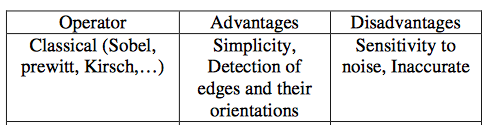 Operator Advantages Disadvantages
Classical (Sobel, Simplicity, Sensitivity to
prewitt, Kirsch,…) Detection of noise, Inaccurate
edges and their
orientations